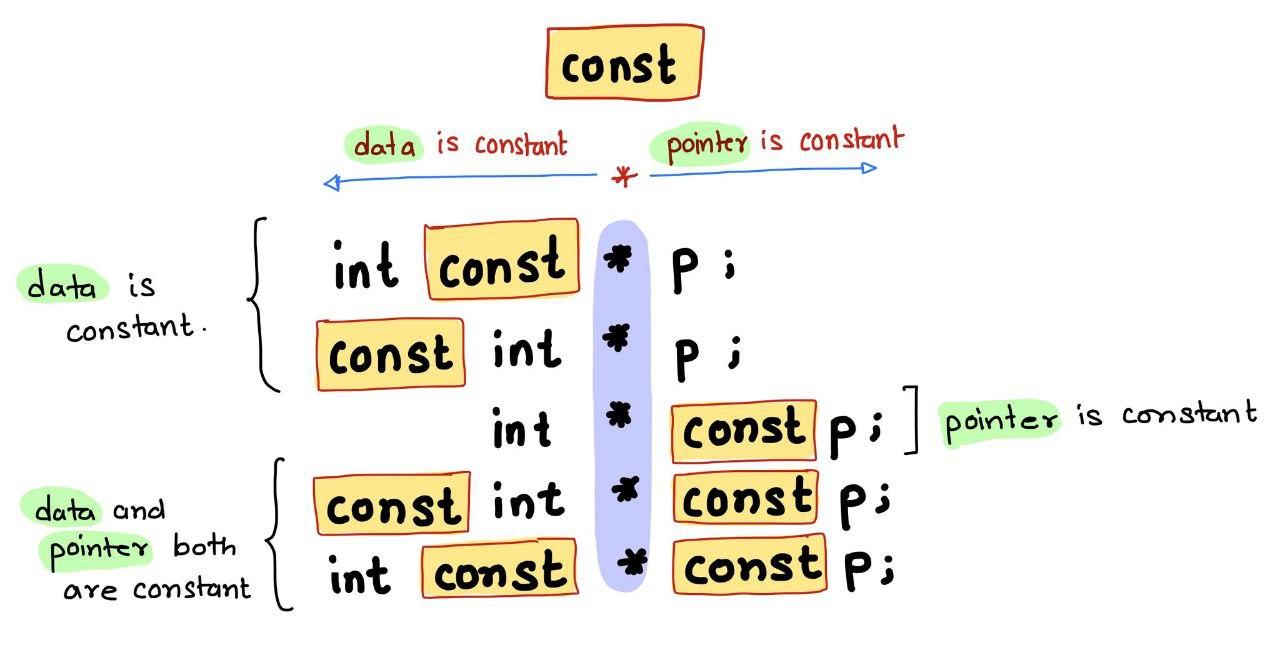 const
data is constant * pointer is constant
data is
constant.
int const * p ;
const int * p ;
int * const p ;
pointer is constant
data and
pointer both
are constant
const int * const p ;
int const * const p ;